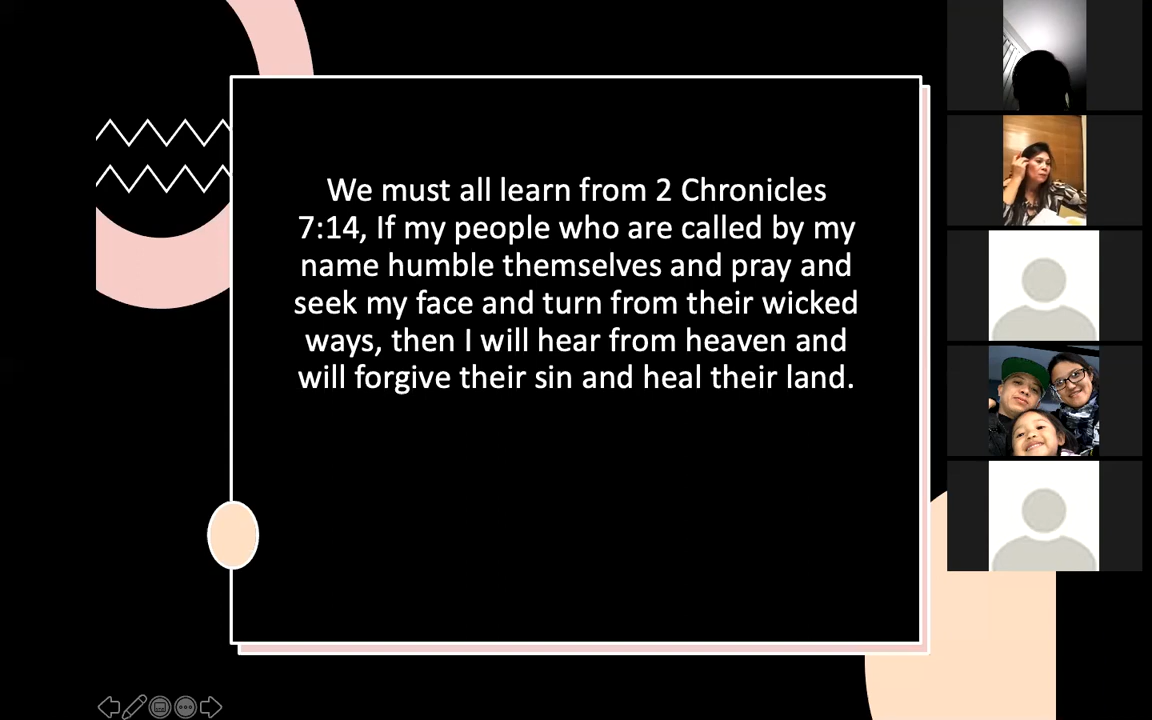 We must all learn from 2 Chronicles
7:14, If my people who are called by my
name humble themselves and pray and
seek my face and turn from their wicked
ways, then I will hear from heaven and
will forgive their sin and heal their land.